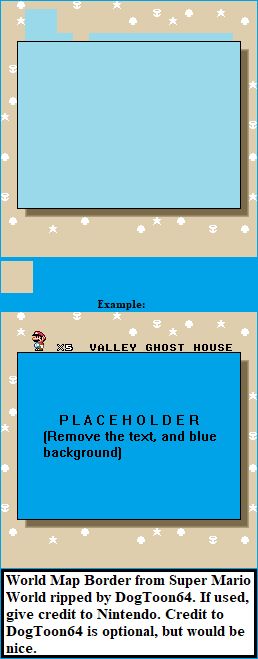 Example:
X5 VALLEY GHOST HOUSE
PLACEHOLDER
(Remove the text, and blue
background)
World Map Border from Super Mario
World ripped by DogToon64. If used,
give credit to Nintendo. Credit to
DogToon64 is optional, but would be
nice.